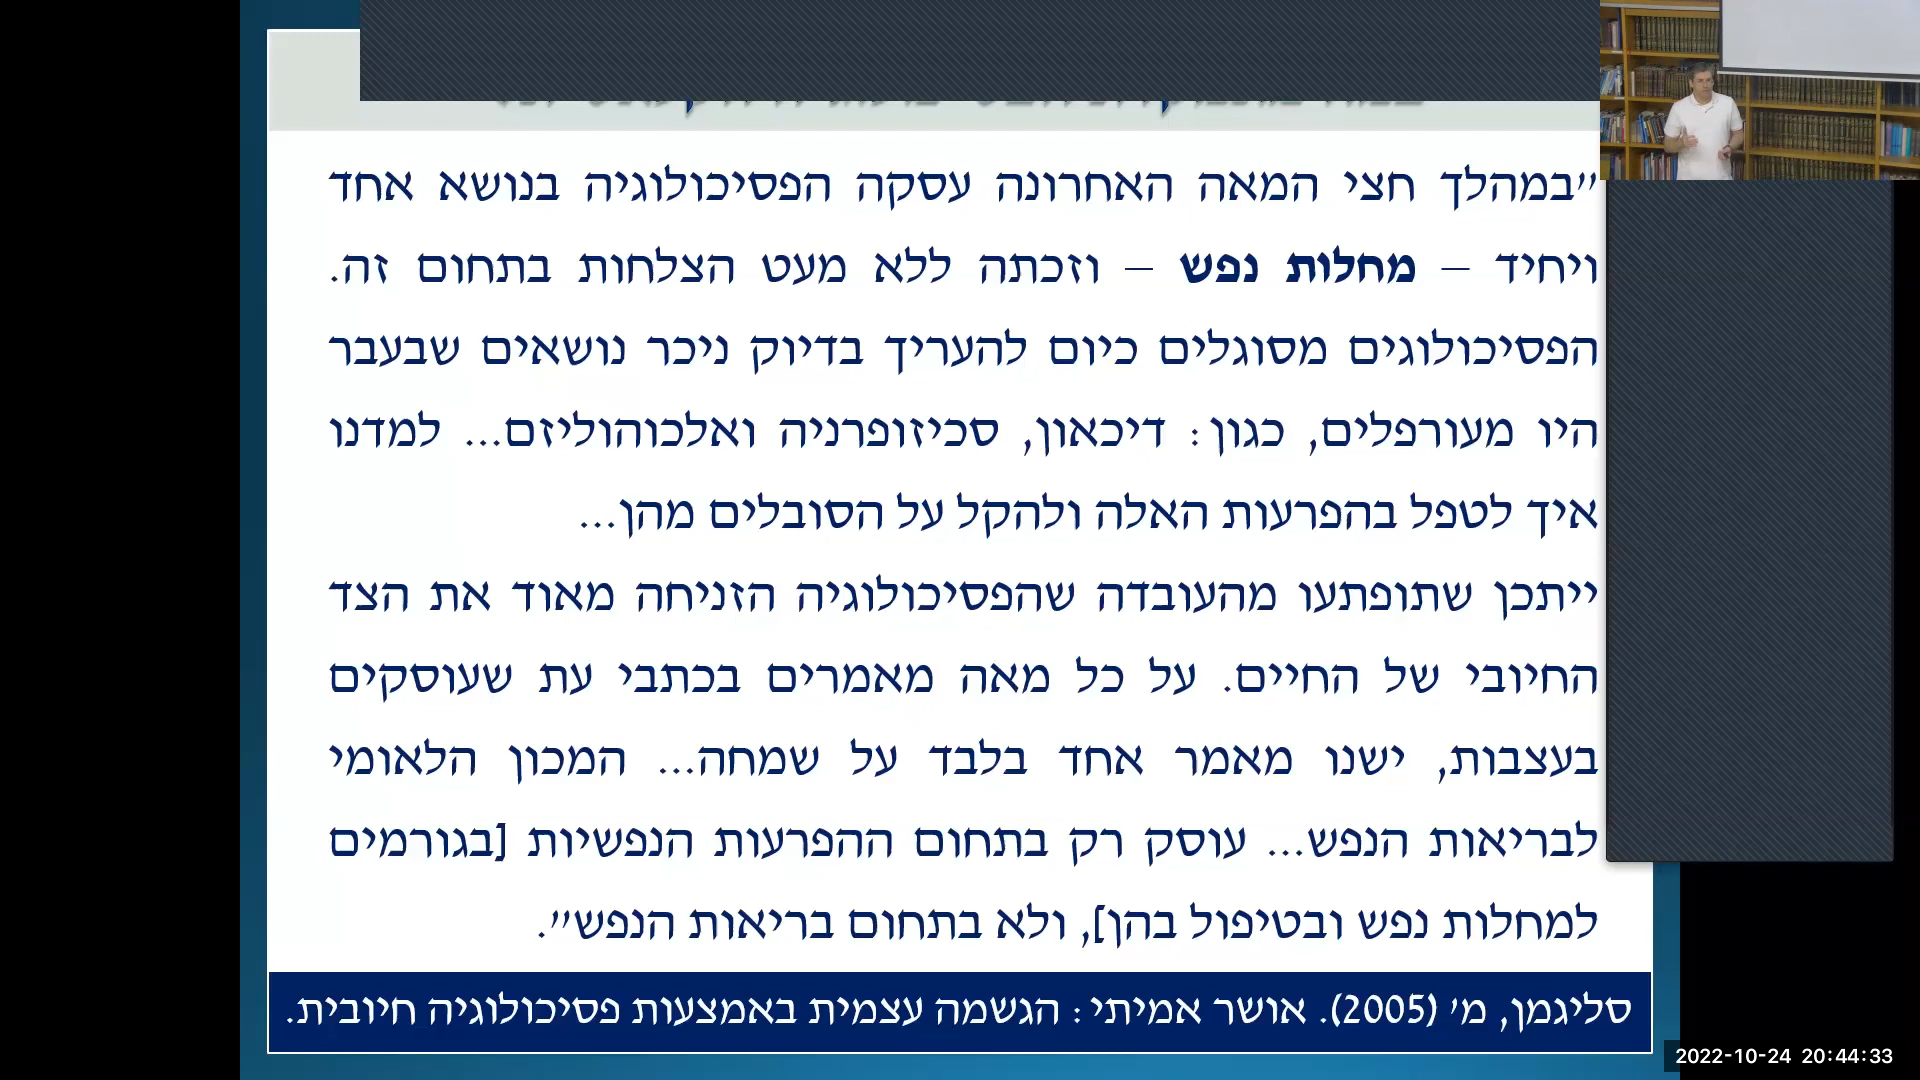 "במהלך חצי המאה האחרונה עסקה הפסיכולוגיה בנושא אחד
ויחיד – מחלות נפש – וזכתה ללא מעט הצלחות בתחום זה.
הפסיכולוגים מסוגלים כיום להעריך בדיוק ניכר נושאים שבעבר
היו מעורפלים, כגון: דיכאון, סכיזופרניה ואלכוהוליזם... למדנו
איך לטפל בהפרעות האלה ולהקל על הסובלים מהן...
ייתכן שתופתעו מהעובדה שהפסיכולוגיה הזניחה מאוד את הצד
החיובי של החיים. על כל מאה מאמרים בכתבי עת שעוסקים
בעצבות, ישנו מאמר אחד בלבד על שמחה... המכון הלאומי
לבריאות הנפש... עוסק רק בתחום ההפרעות הנפשיות [בגורמים
למחלות נפש ובטיפול בהן], ולא בתחום בריאות הנפש".
סליגמן, מ' (2005). אושר אמיתי: הגשמה עצמית באמצעות פסיכולוגיה חיובית.
2022-10-24 20:44:33